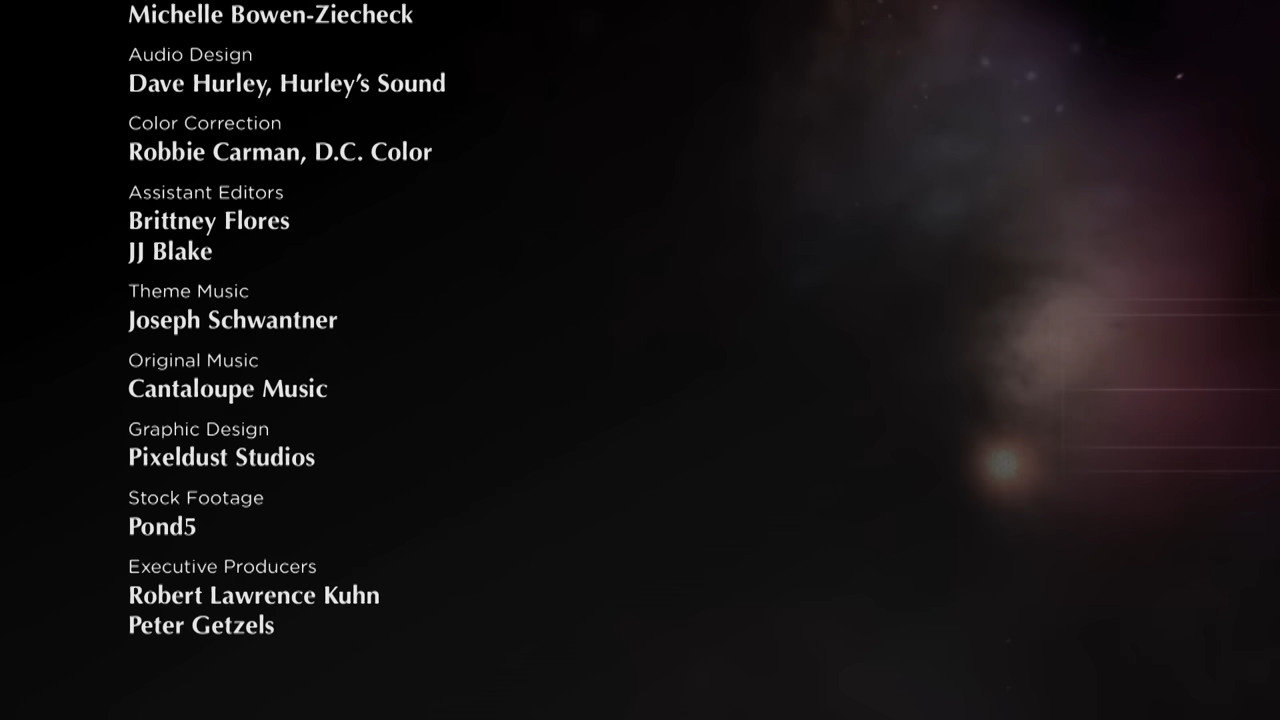 Michelle Bowen-Ziecheck
Audio Design
Dave Hurley, Hurley's Sound
Color Correction
Robbie Carman, D.C. Color
Assistant Editors
Brittney Flores
JJ Blake
Theme Music
Joseph Schwantner
Original Music
Cantaloupe Music
Graphic Design
Pixeldust Studios
Stock Footage
Pond5
Executive Producers
Robert Lawrence Kuhn
Peter Getzels